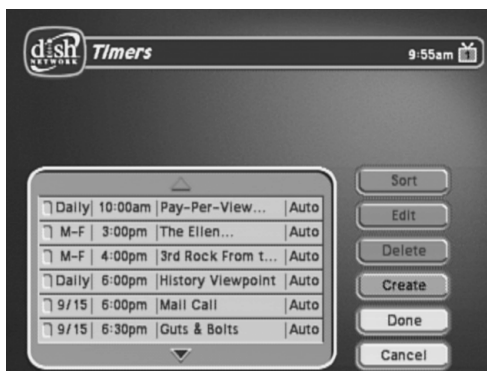 dish
NETWORK
Timers
9:55am 1
Daily 10:00am Pay-Per-View... Auto
M-F 3:00pm The Ellen... Auto
M-F 4:00pm 3rd Rock From t... Auto
Daily 6:00pm History Viewpoint Auto
9/15 6:00pm Mail Call Auto
9/15 6:30pm Guts & Bolts Auto
Sort
Edit
Delete
Create
Done
Cancel